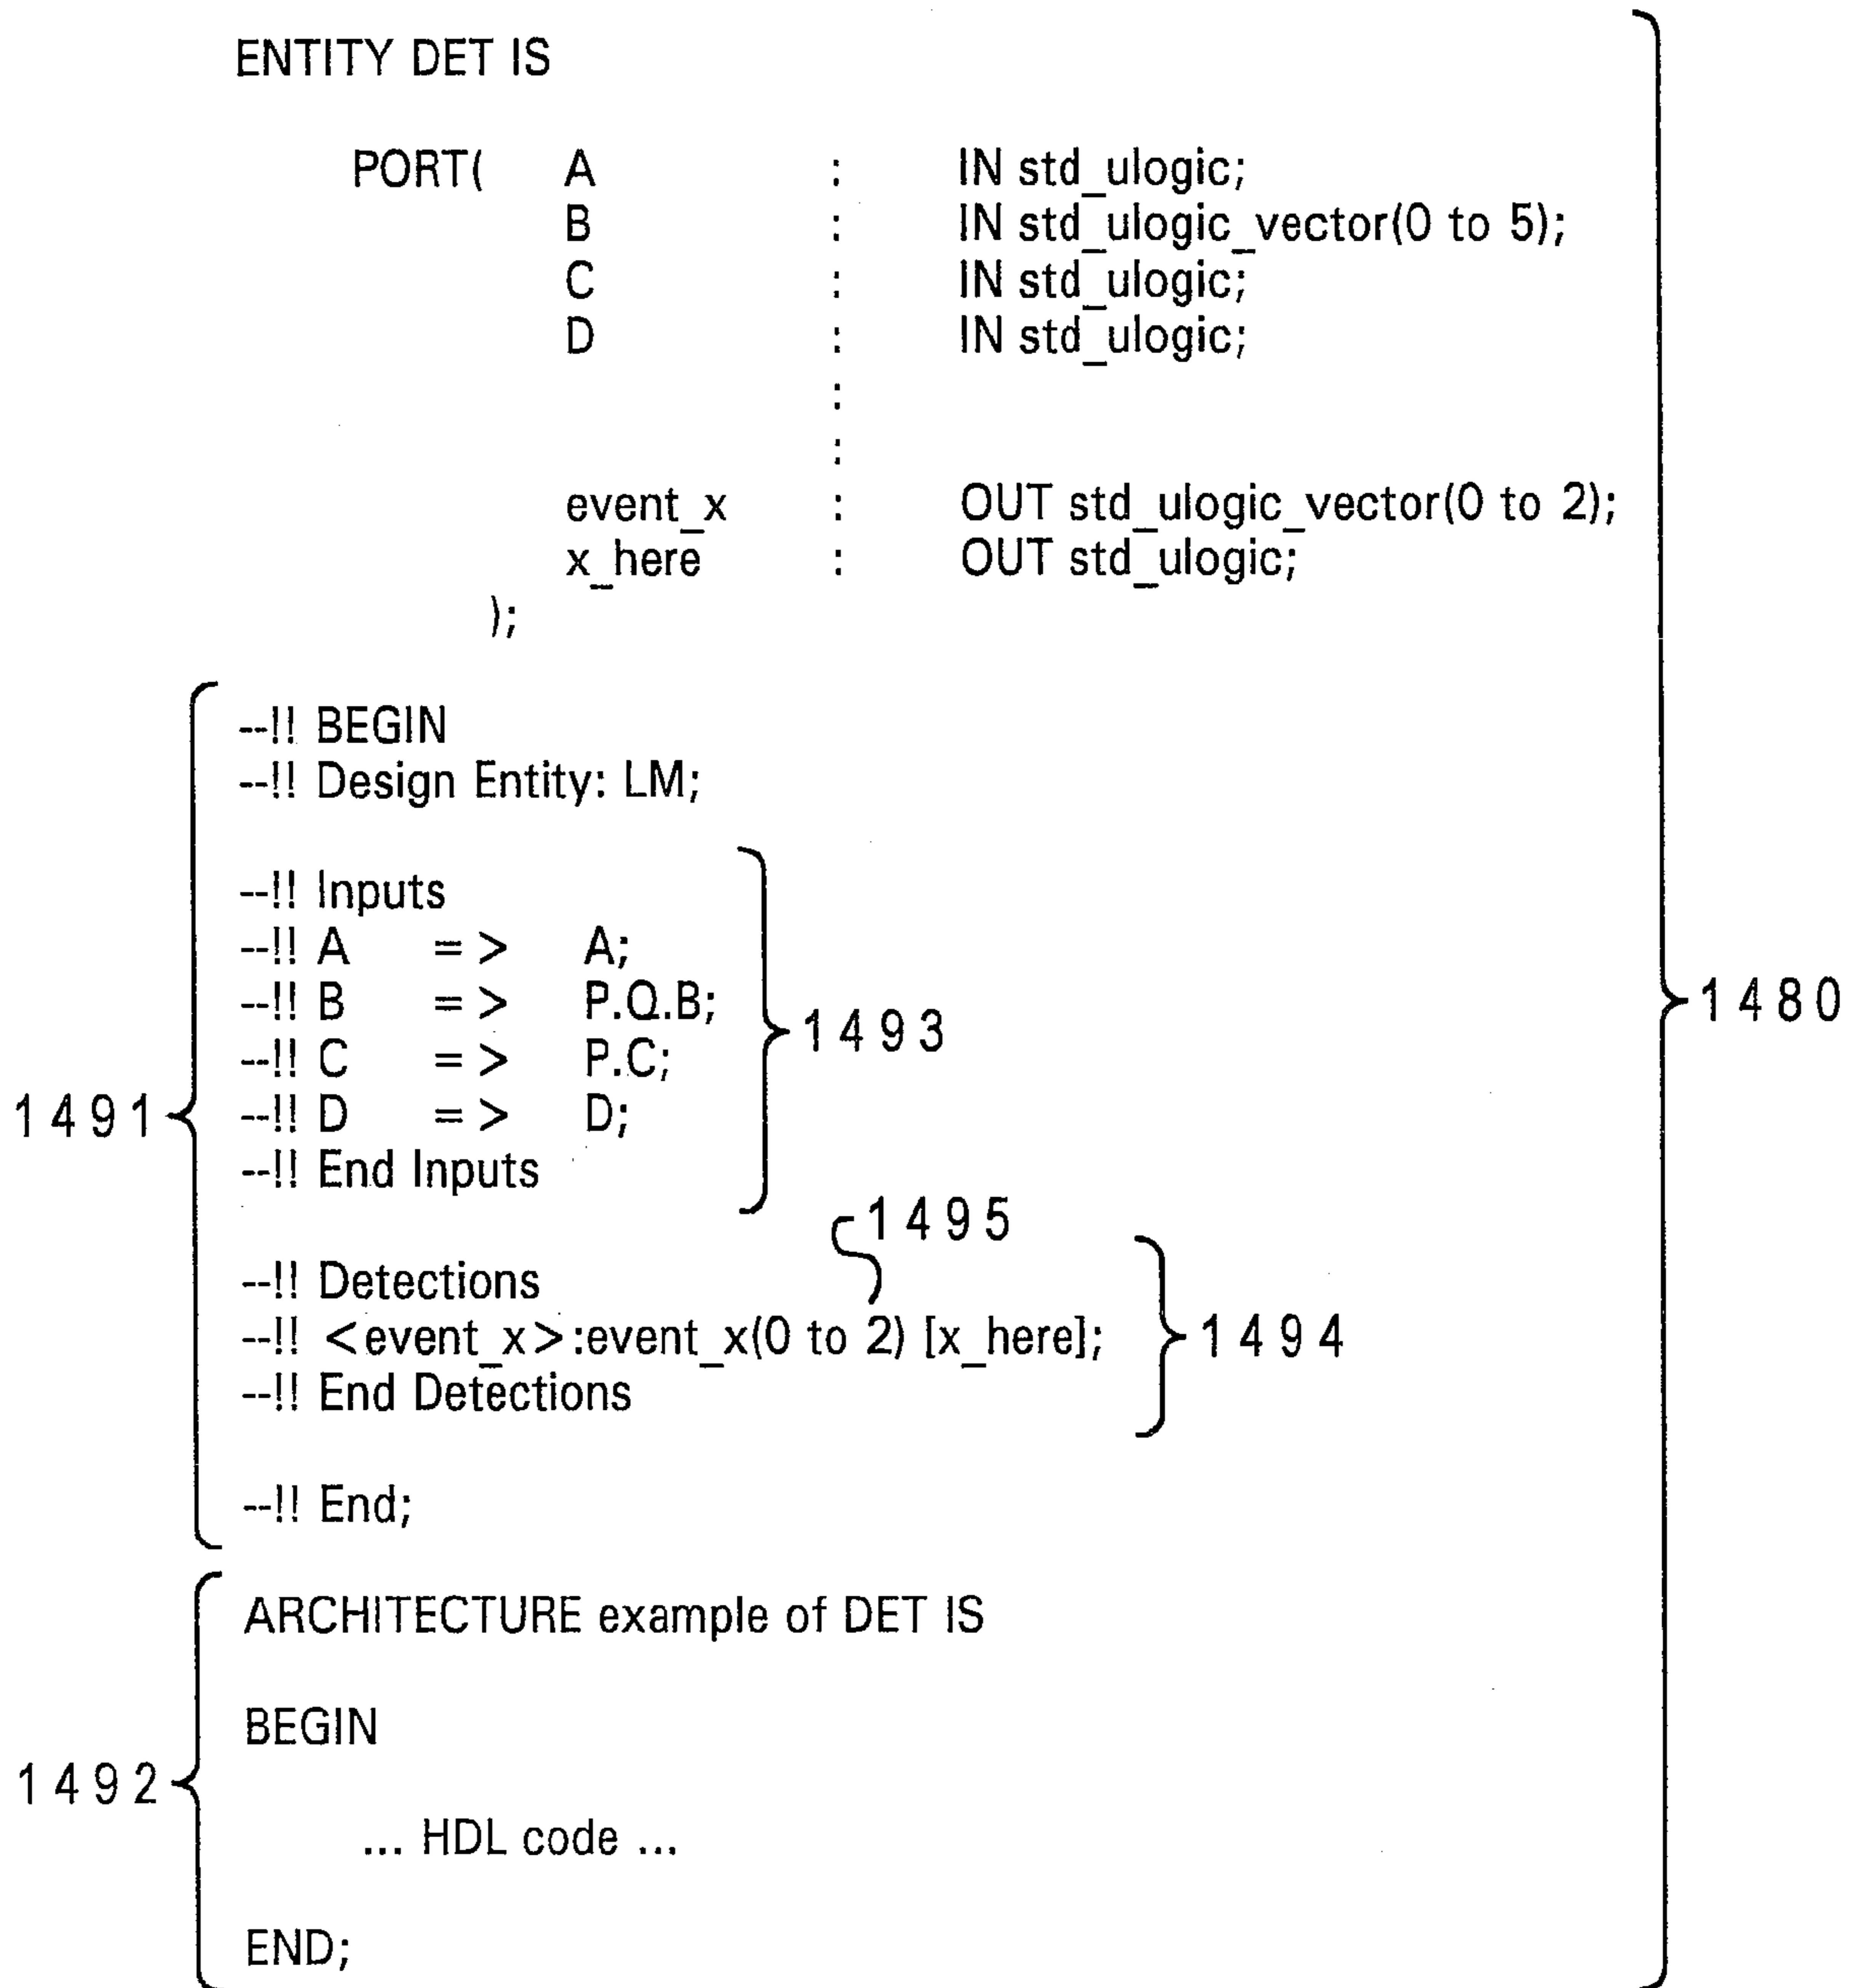 ENTITY DET IS
PORT( A : IN std_ulogic;
B : IN std_ulogic_vector(0 to 5);
C : IN std_ulogic;
D : IN std_ulogic;
:
:
event_x : OUT std_ulogic_vector(0 to 2);
x_here : OUT std_ulogic;
);
--!! BEGIN
--!! Design Entity: LM;
--!! Inputs
--!! A => A;
--!! B => P.Q.B;
1480
1493
--!! C => P.C;
--!! D => D;
1491
--!! End Inputs
1495
--!! Detections
--!! <event_x>:event_x(0 to 2) [x_here];
1494
--!! End Detections
--!! End;
ARCHITECTURE example of DET IS
BEGIN
1492
... HDL code ...
END;